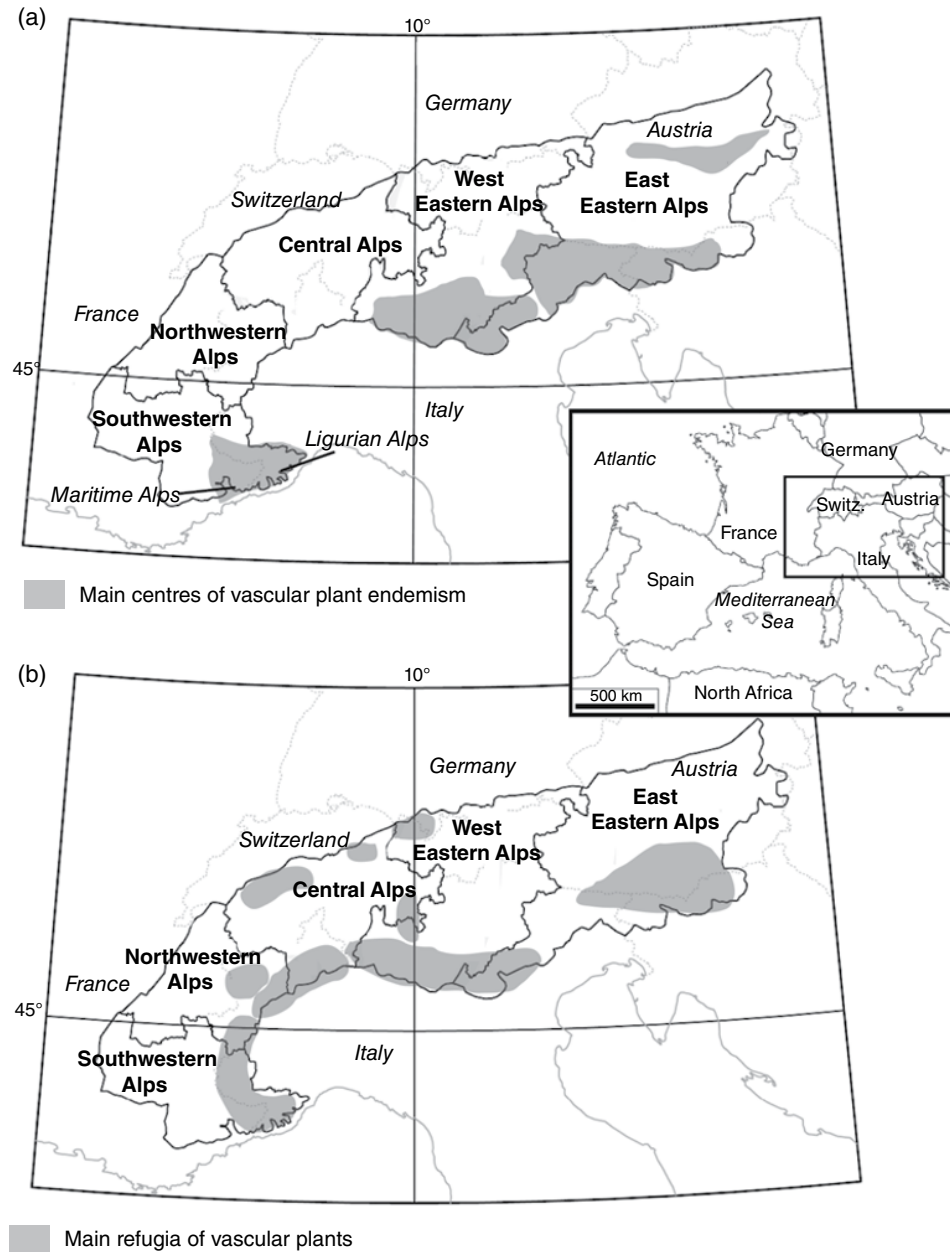 (a)
10°
Germany
Austria
West
Eastern Alps
East
Eastern Alps
Switzerland
Central Alps
France
Northwestern
Alps
45°
Southwestern
Alps
Italy
Ligurian Alps
Maritime Alps
Main centres of vascular plant endemism
Atlantic
Germany
Switz.
Austria
France
Italy
Spain
Mediterranean
Sea
500 km
North Africa
(b)
10°
Germany
Austria
East
Eastern Alps
Switzerland
West
Eastern Alps
Central Alps
Northwestern
Alps
France
45°
Southwestern
Alps
Italy
Main refugia of vascular plants